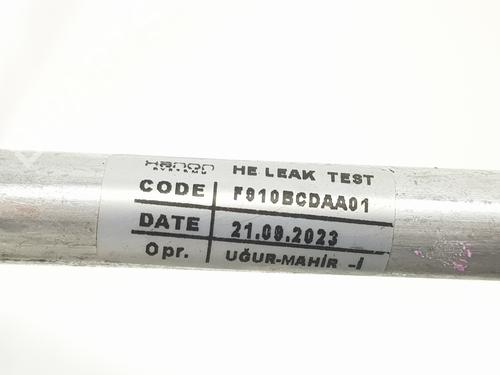 Hanon HE LEAK TEST
SYSTEMS
CODE F910BCDAA01
DATE 21.09.2023
Opr. UĞUR-MAHİR -İ